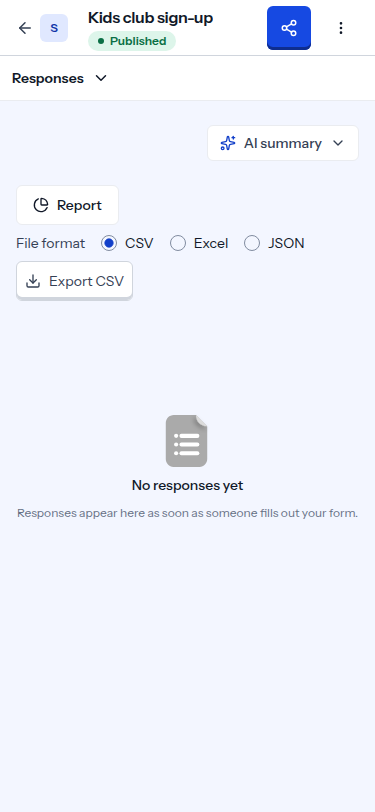 S
Kids club sign-up
Published
Responses
AI summary
Report
File format CSV Excel JSON
Export CSV
No responses yet
Responses appear here as soon as someone fills out your form.